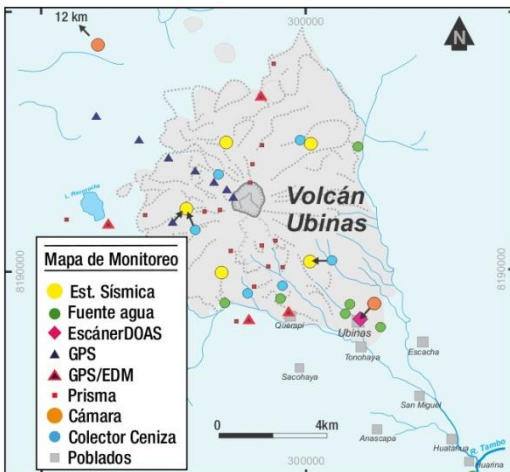 12 km
300000
N
L. Piscococha
Volcán
Ubinas
Mapa de Monitoreo
Est. Sísmica
Fuente agua
EscánerDOAS
GPS
GPS/EDM
Prisma
Cámara
Colector Ceniza
Poblados
8190000
8190000
Querapi
Ubinas
Tonohaya
Escacha
Sacohaya
San Miguel
Anascapa
Huatahua
R. Tambo
Huarina
0
4km
300000